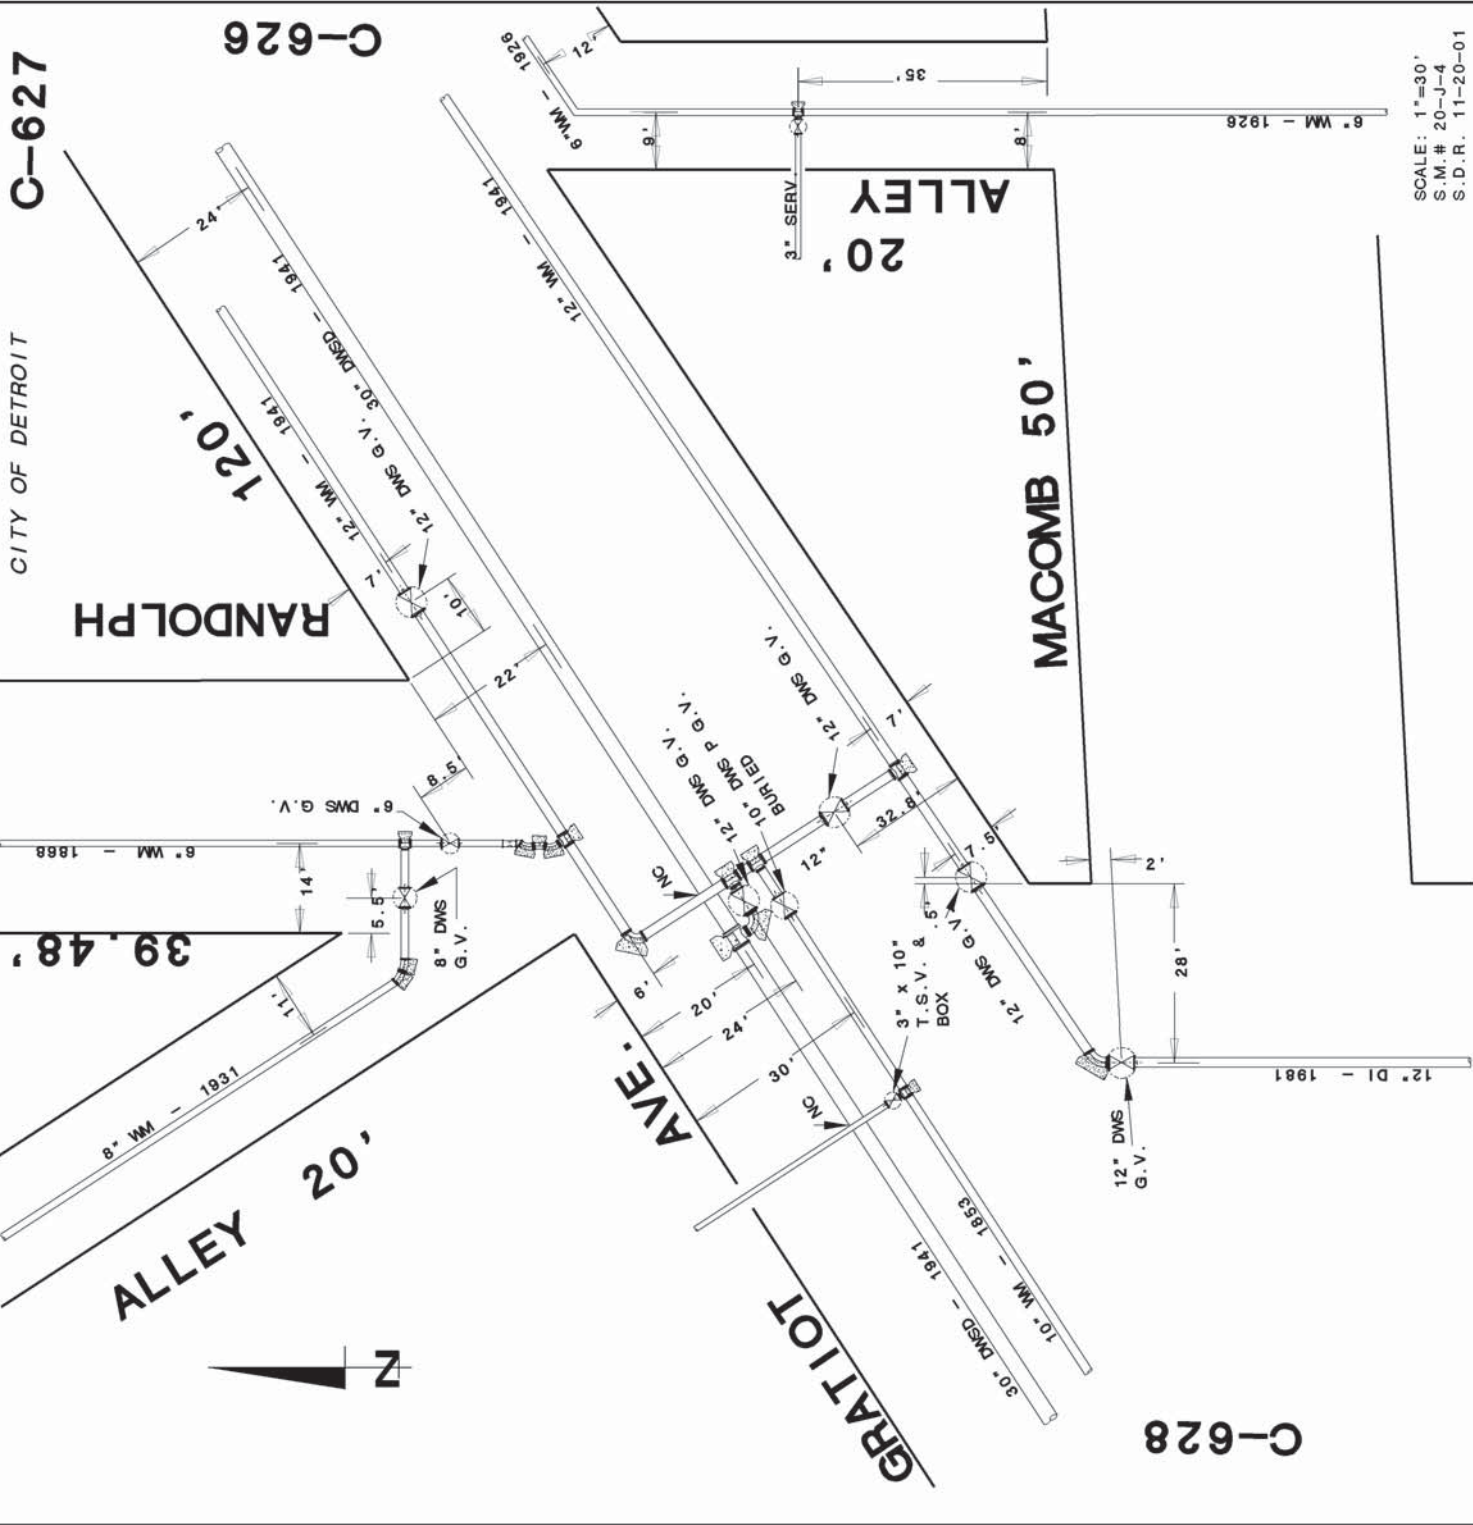 C-627
C-626
CITY OF DETROIT
SCALE: 1"=30'
S.M.# 20-J-4
S.D.R. 11-20-01
6"WM - 1926
12'
35'
9'
8'
6" WM - 1926
3" SERV.
ALLEY
20'
24'
30" DWSD - 1941
12" WM - 1941
12" WM - 1941
120'
RANDOLPH
12" DWS G.V.
7'
10'
22'
MACOMB 50'
8.5'
6" DWS G.V.
6" WM - 1868
14'
5.5'
8" DWS
G.V.
39.48'
11'
8" WM - 1931
ALLEY 20'
NC
12" DWS G.V.
10" DWS P G.V.
BURIED
12" DWS G.V.
12"
7'
32.8'
7.5'
2'
.5'
28'
12" DWS G.V.
3" x 10"
T.S.V. &
BOX
6'
20'
24'
30'
NC
GRATIOT AVE.
12" DWS
G.V.
12" DI - 1981
30" DWSD - 1941
10" WM - 1853
N
C-628